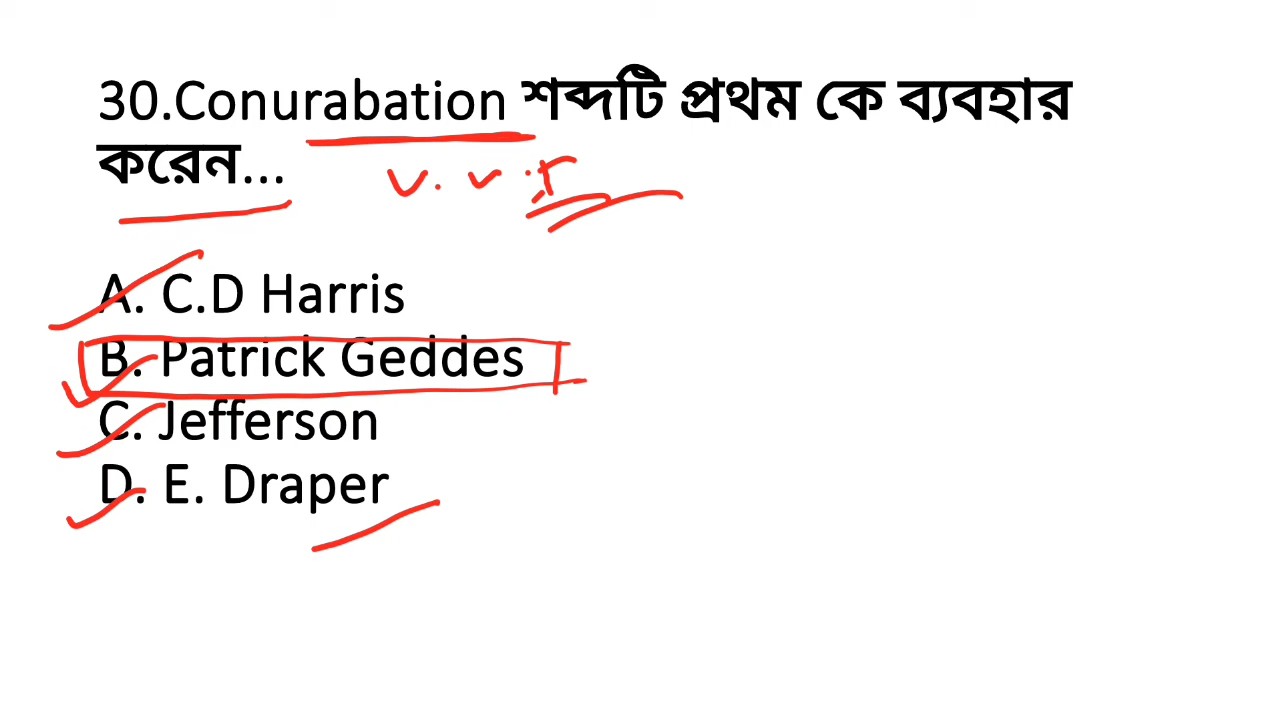 30.Conurabation শব্দটি প্রথম কে ব্যবহার
করেন...
v. v.
A. C.D Harris
B. Patrick Geddes
C. Jefferson
D. E. Draper